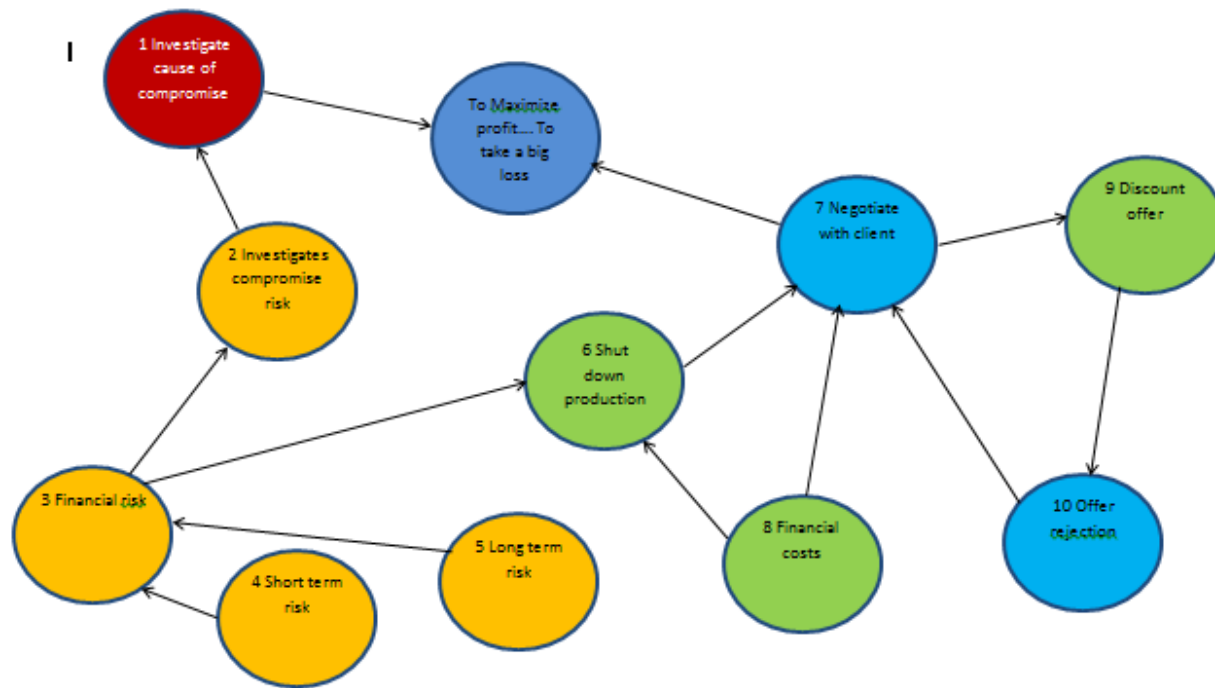 I
1 Investigate
cause of
compromise
To Maximize
profit.... To
take a big
loss
9 Discount
offer
7 Negotiate
with client
2 Investigates
compromise
risk
6 Shut
down
production
3 Financial risk
10 Offer
rejection
8 Financial
costs
5 Long term
risk
4 Short term
risk